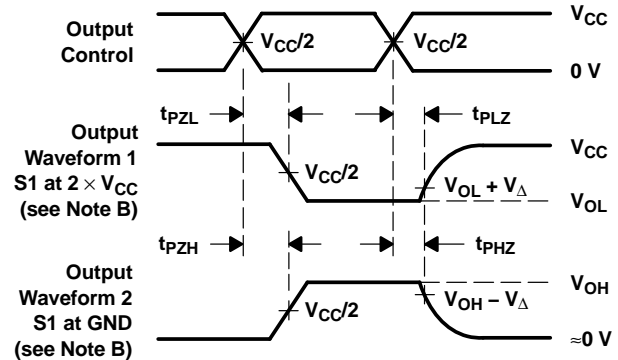 Output
Control
V_CC/2
V_CC/2
V_CC
0 V
t_PZL
t_PLZ
Output
Waveform 1
S1 at 2 × V_CC
(see Note B)
V_CC/2
V_CC
V_OL + V_Δ
V_OL
t_PZH
t_PHZ
Output
Waveform 2
S1 at GND
(see Note B)
V_CC/2
V_OH
V_OH – V_Δ
≈0 V